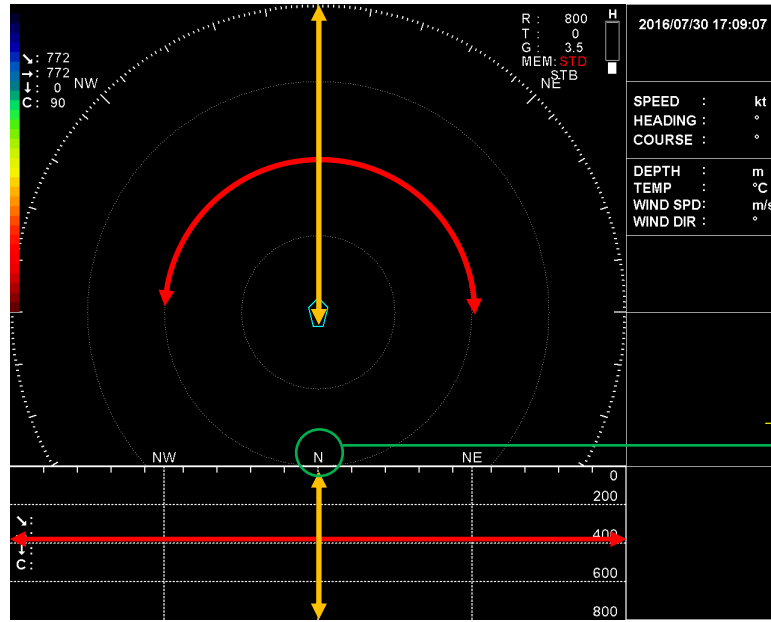 R : 800
T : 0
G : 3.5
MEM: STD
STB
H
2016/07/30 17:09:07
↘: 772
→: 772
↓: 0
C: 90
NW
NE
SPEED : kt
HEADING : °
COURSE : °
DEPTH : m
TEMP : °C
WIND SPD: m/s
WIND DIR : °
NW N NE
0
200
400
600
800
↘:
↓:
C: